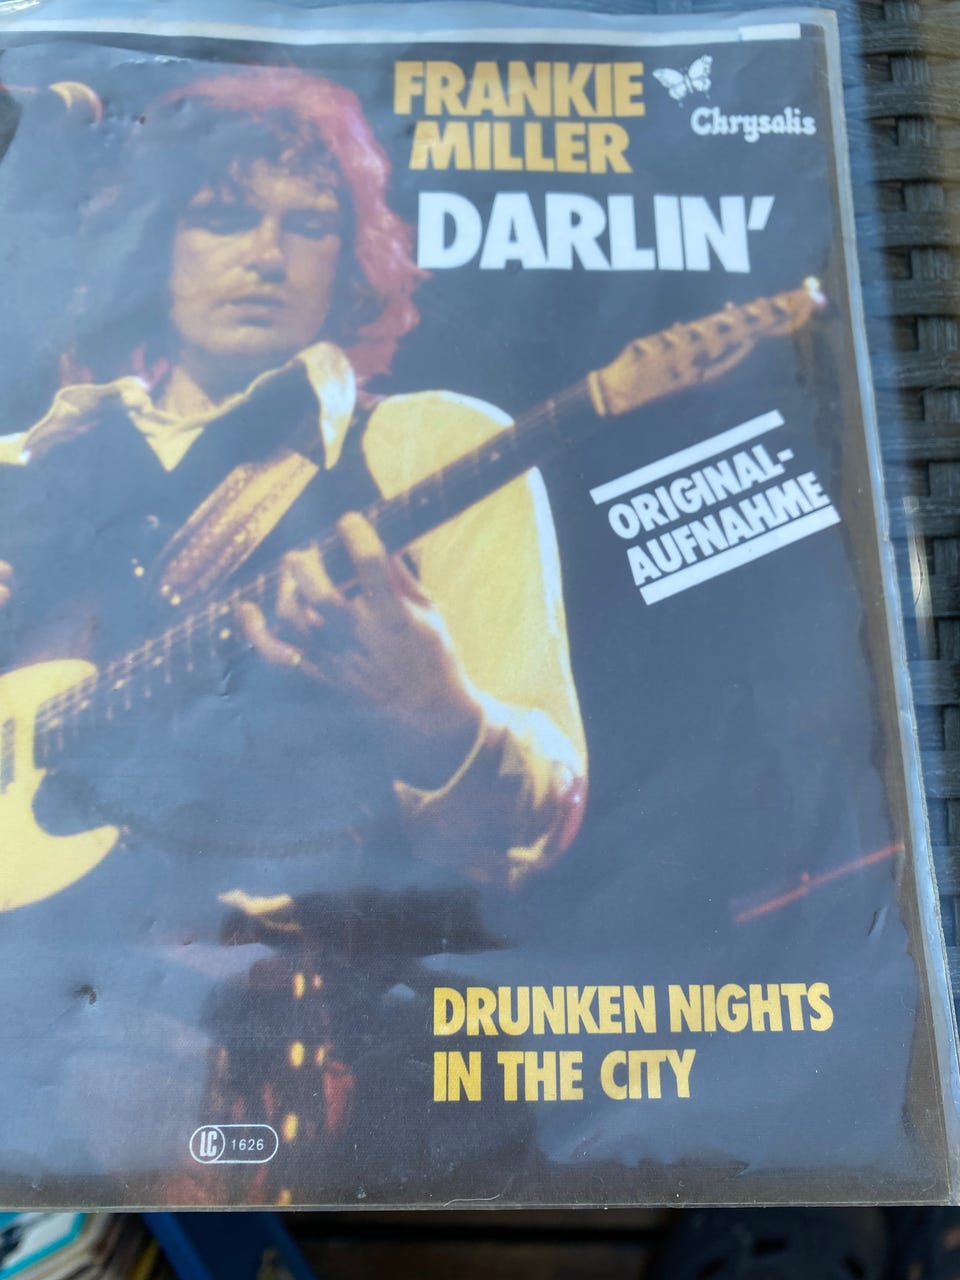 FRANKIE
MILLER
Chrysalis
DARLIN'
ORIGINAL-
AUFNAHME
DRUNKEN NIGHTS
IN THE CITY
LC 1626